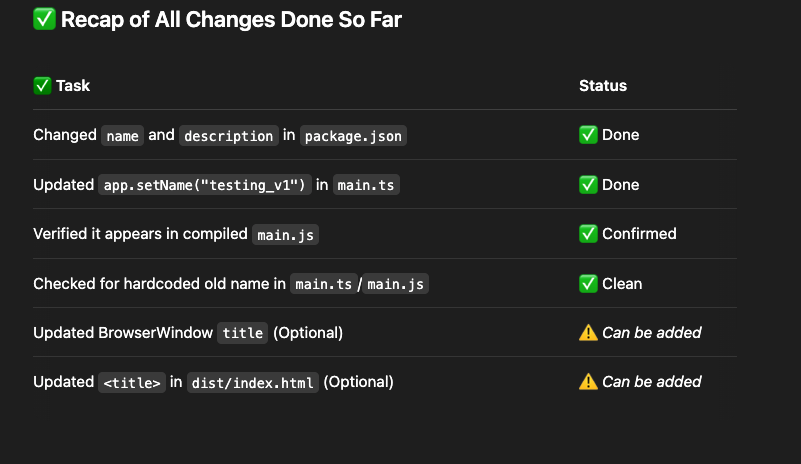 ✅ Recap of All Changes Done So Far
✅ Task Status
Changed name and description in package.json ✅ Done
Updated app.setName("testing_v1") in main.ts ✅ Done
Verified it appears in compiled main.js ✅ Confirmed
Checked for hardcoded old name in main.ts/main.js ✅ Clean
Updated BrowserWindow title (Optional) ⚠️ Can be added
Updated <title> in dist/index.html (Optional) ⚠️ Can be added